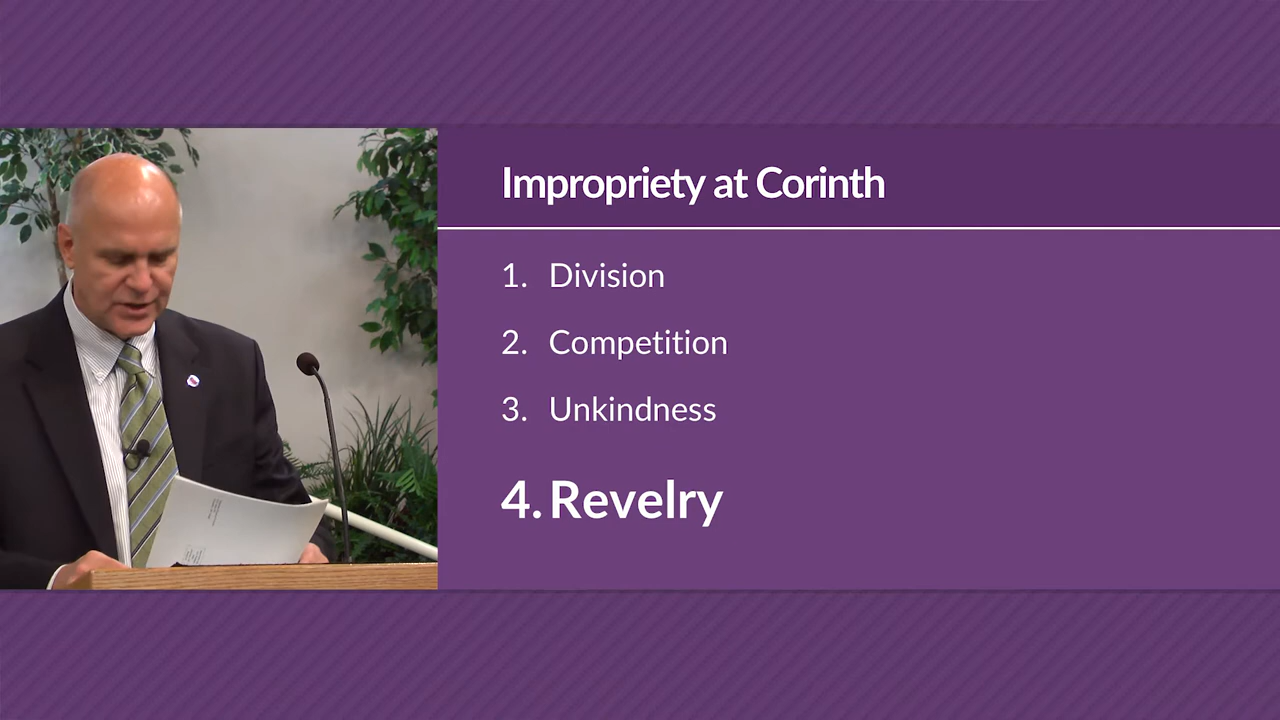 Impropriety at Corinth
1. Division
2. Competition
3. Unkindness
4. Revelry